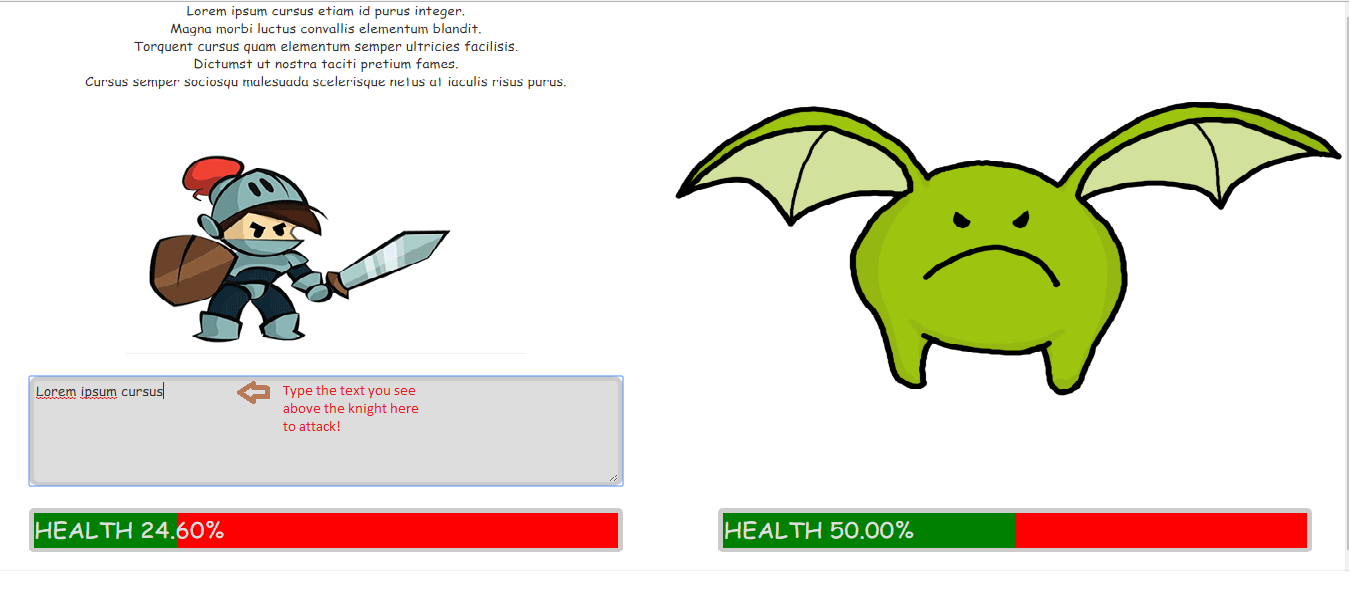 Lorem ipsum cursus etiam id purus integer.
Magna morbi luctus convallis elementum blandit.
Torquent cursus quam elementum semper ultricies facilisis.
Dictumst ut nostra taciti pretium fames.
Cursus semper sociosqu malesuada scelerisque netus at iaculis risus purus.
Lorem ipsum cursus
Type the text you see
above the knight here
to attack!
HEALTH 24.60%
HEALTH 50.00%